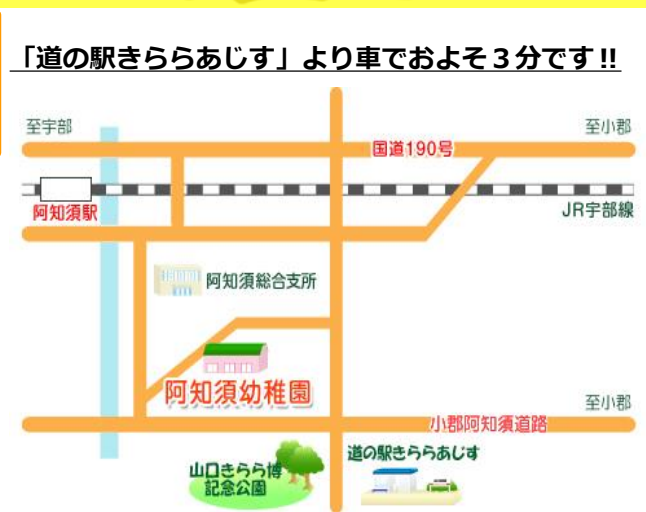 「道の駅きららあじす」より車でおよそ３分です!!
至宇部
至小郡
国道190号
阿知須駅
JR宇部線
阿知須総合支所
阿知須幼稚園
至小郡
小郡阿知須道路
道の駅きららあじす
山口きらら博
記念公園